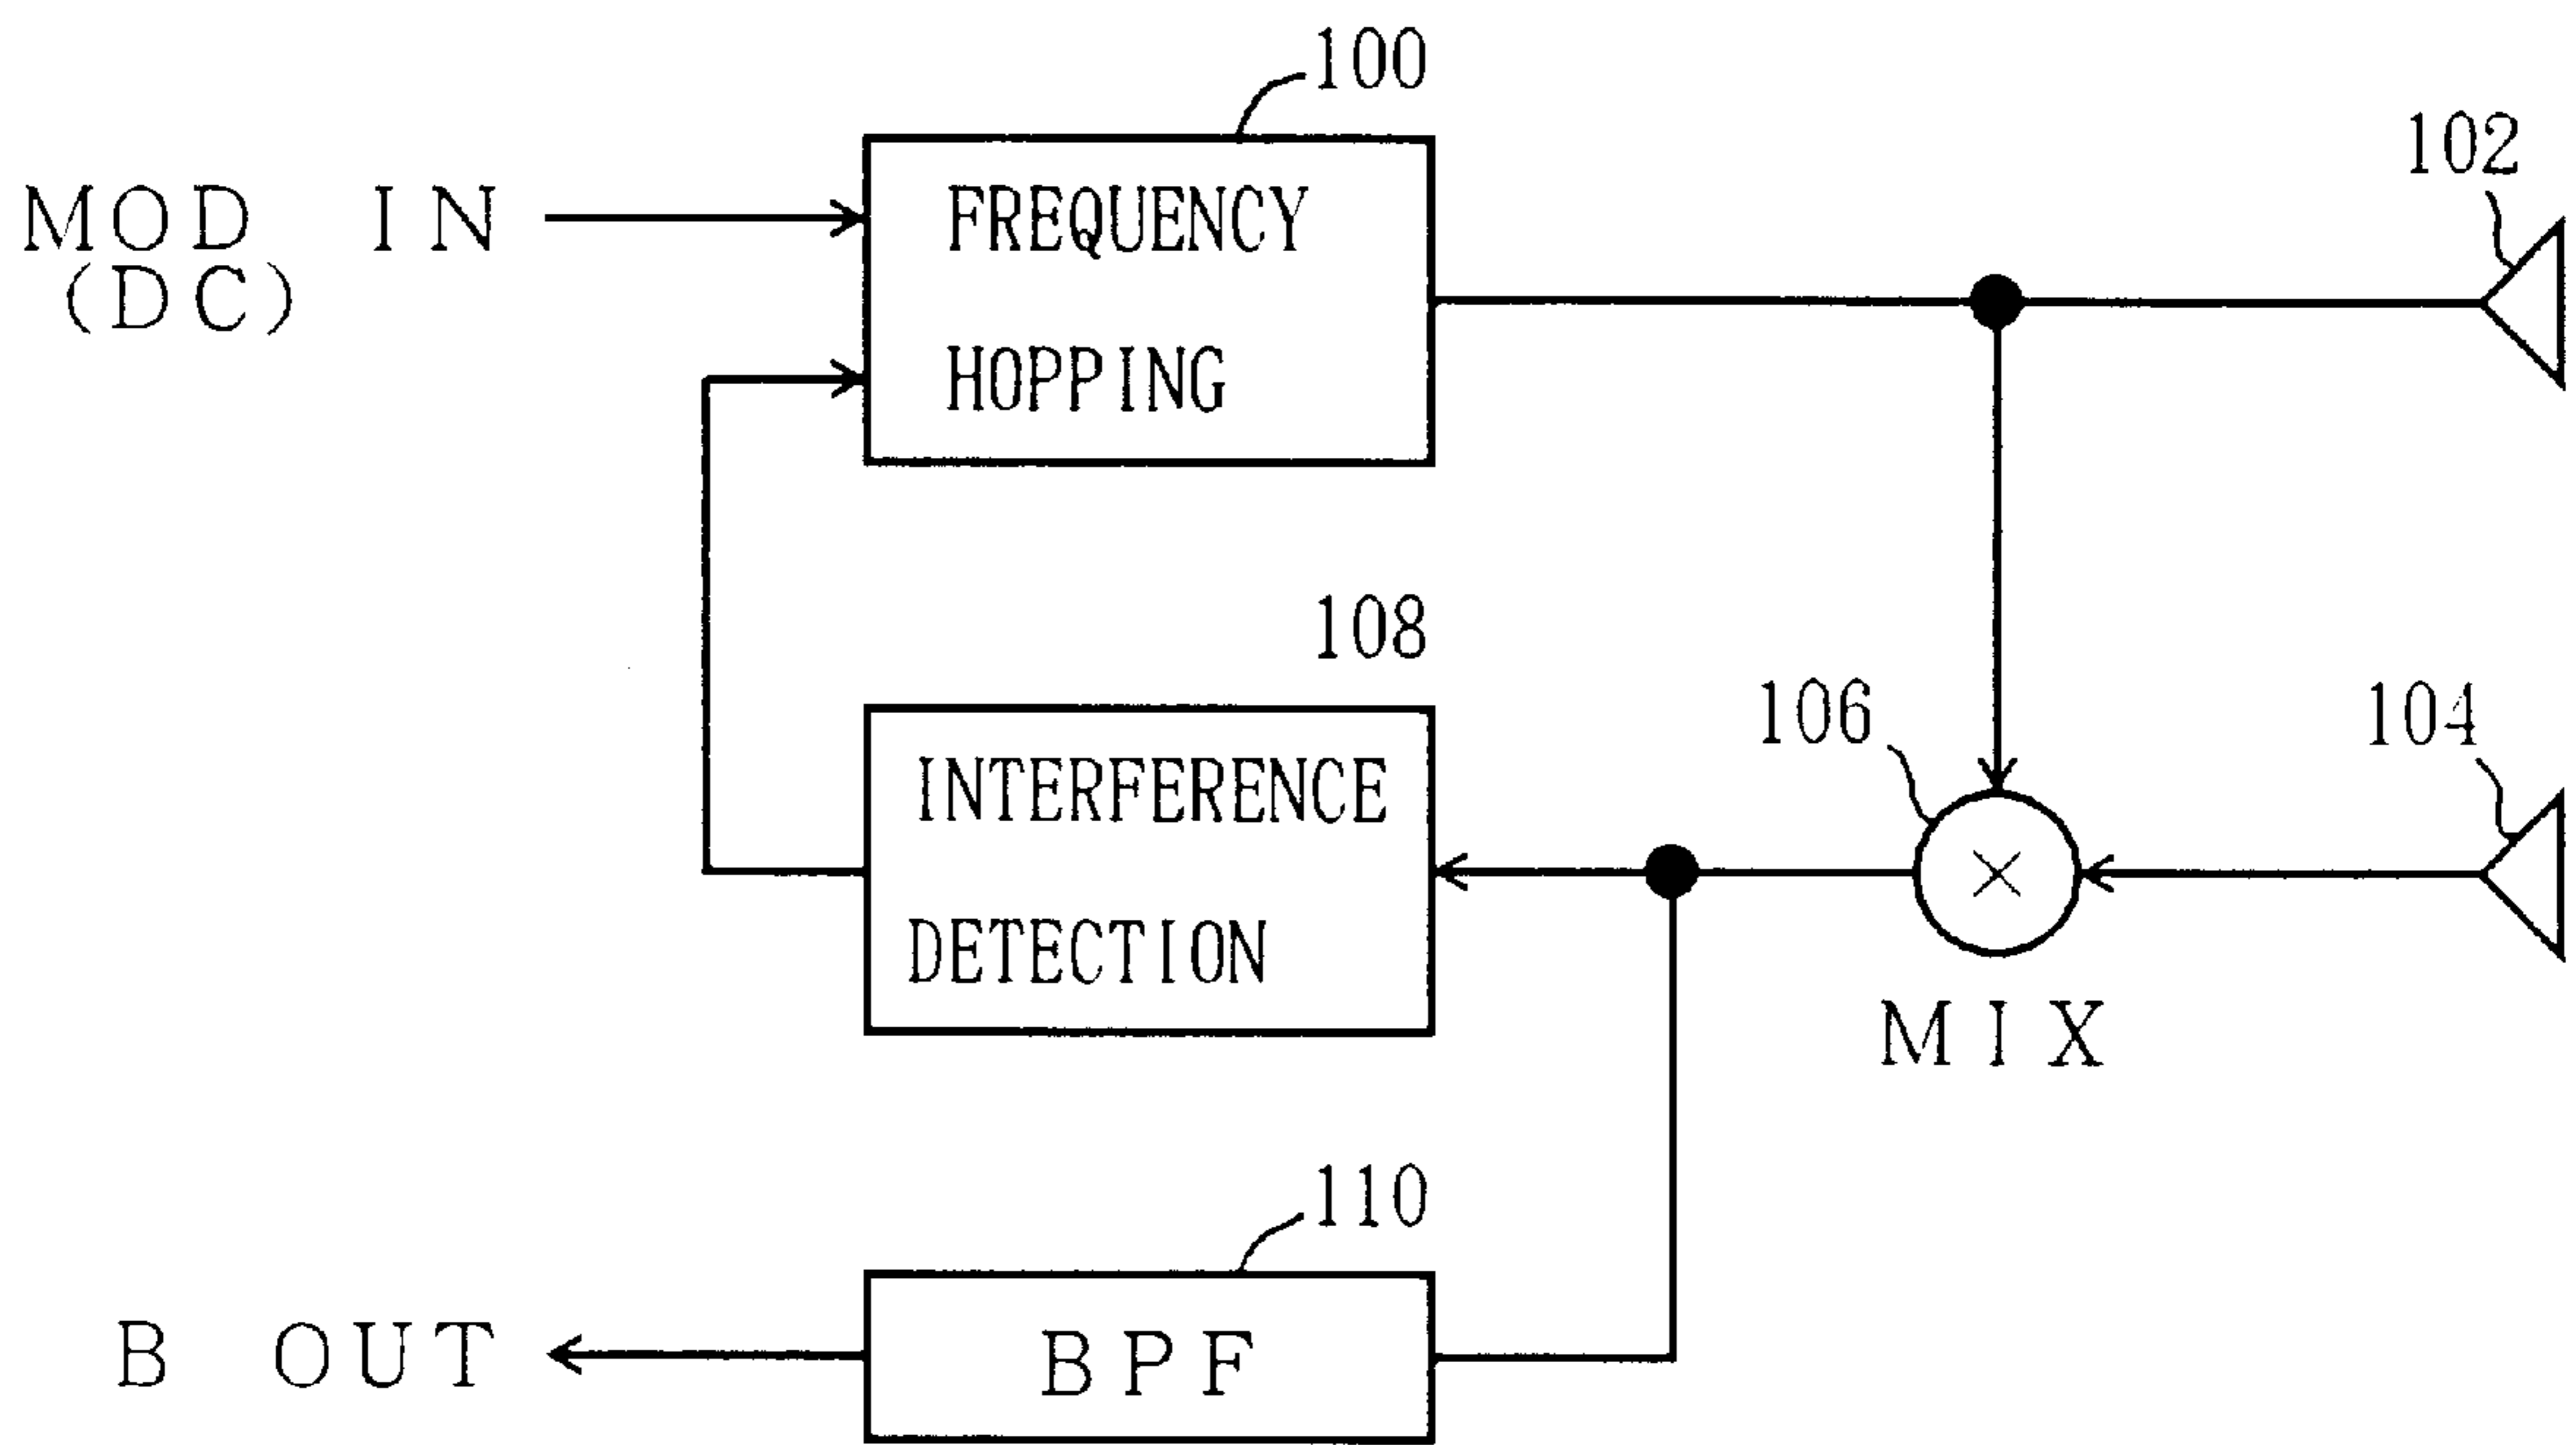 100
102
MOD IN
(DC)
FREQUENCY
HOPPING
108
106
104
INTERFERENCE
DETECTION
MIX
110
B OUT
BPF